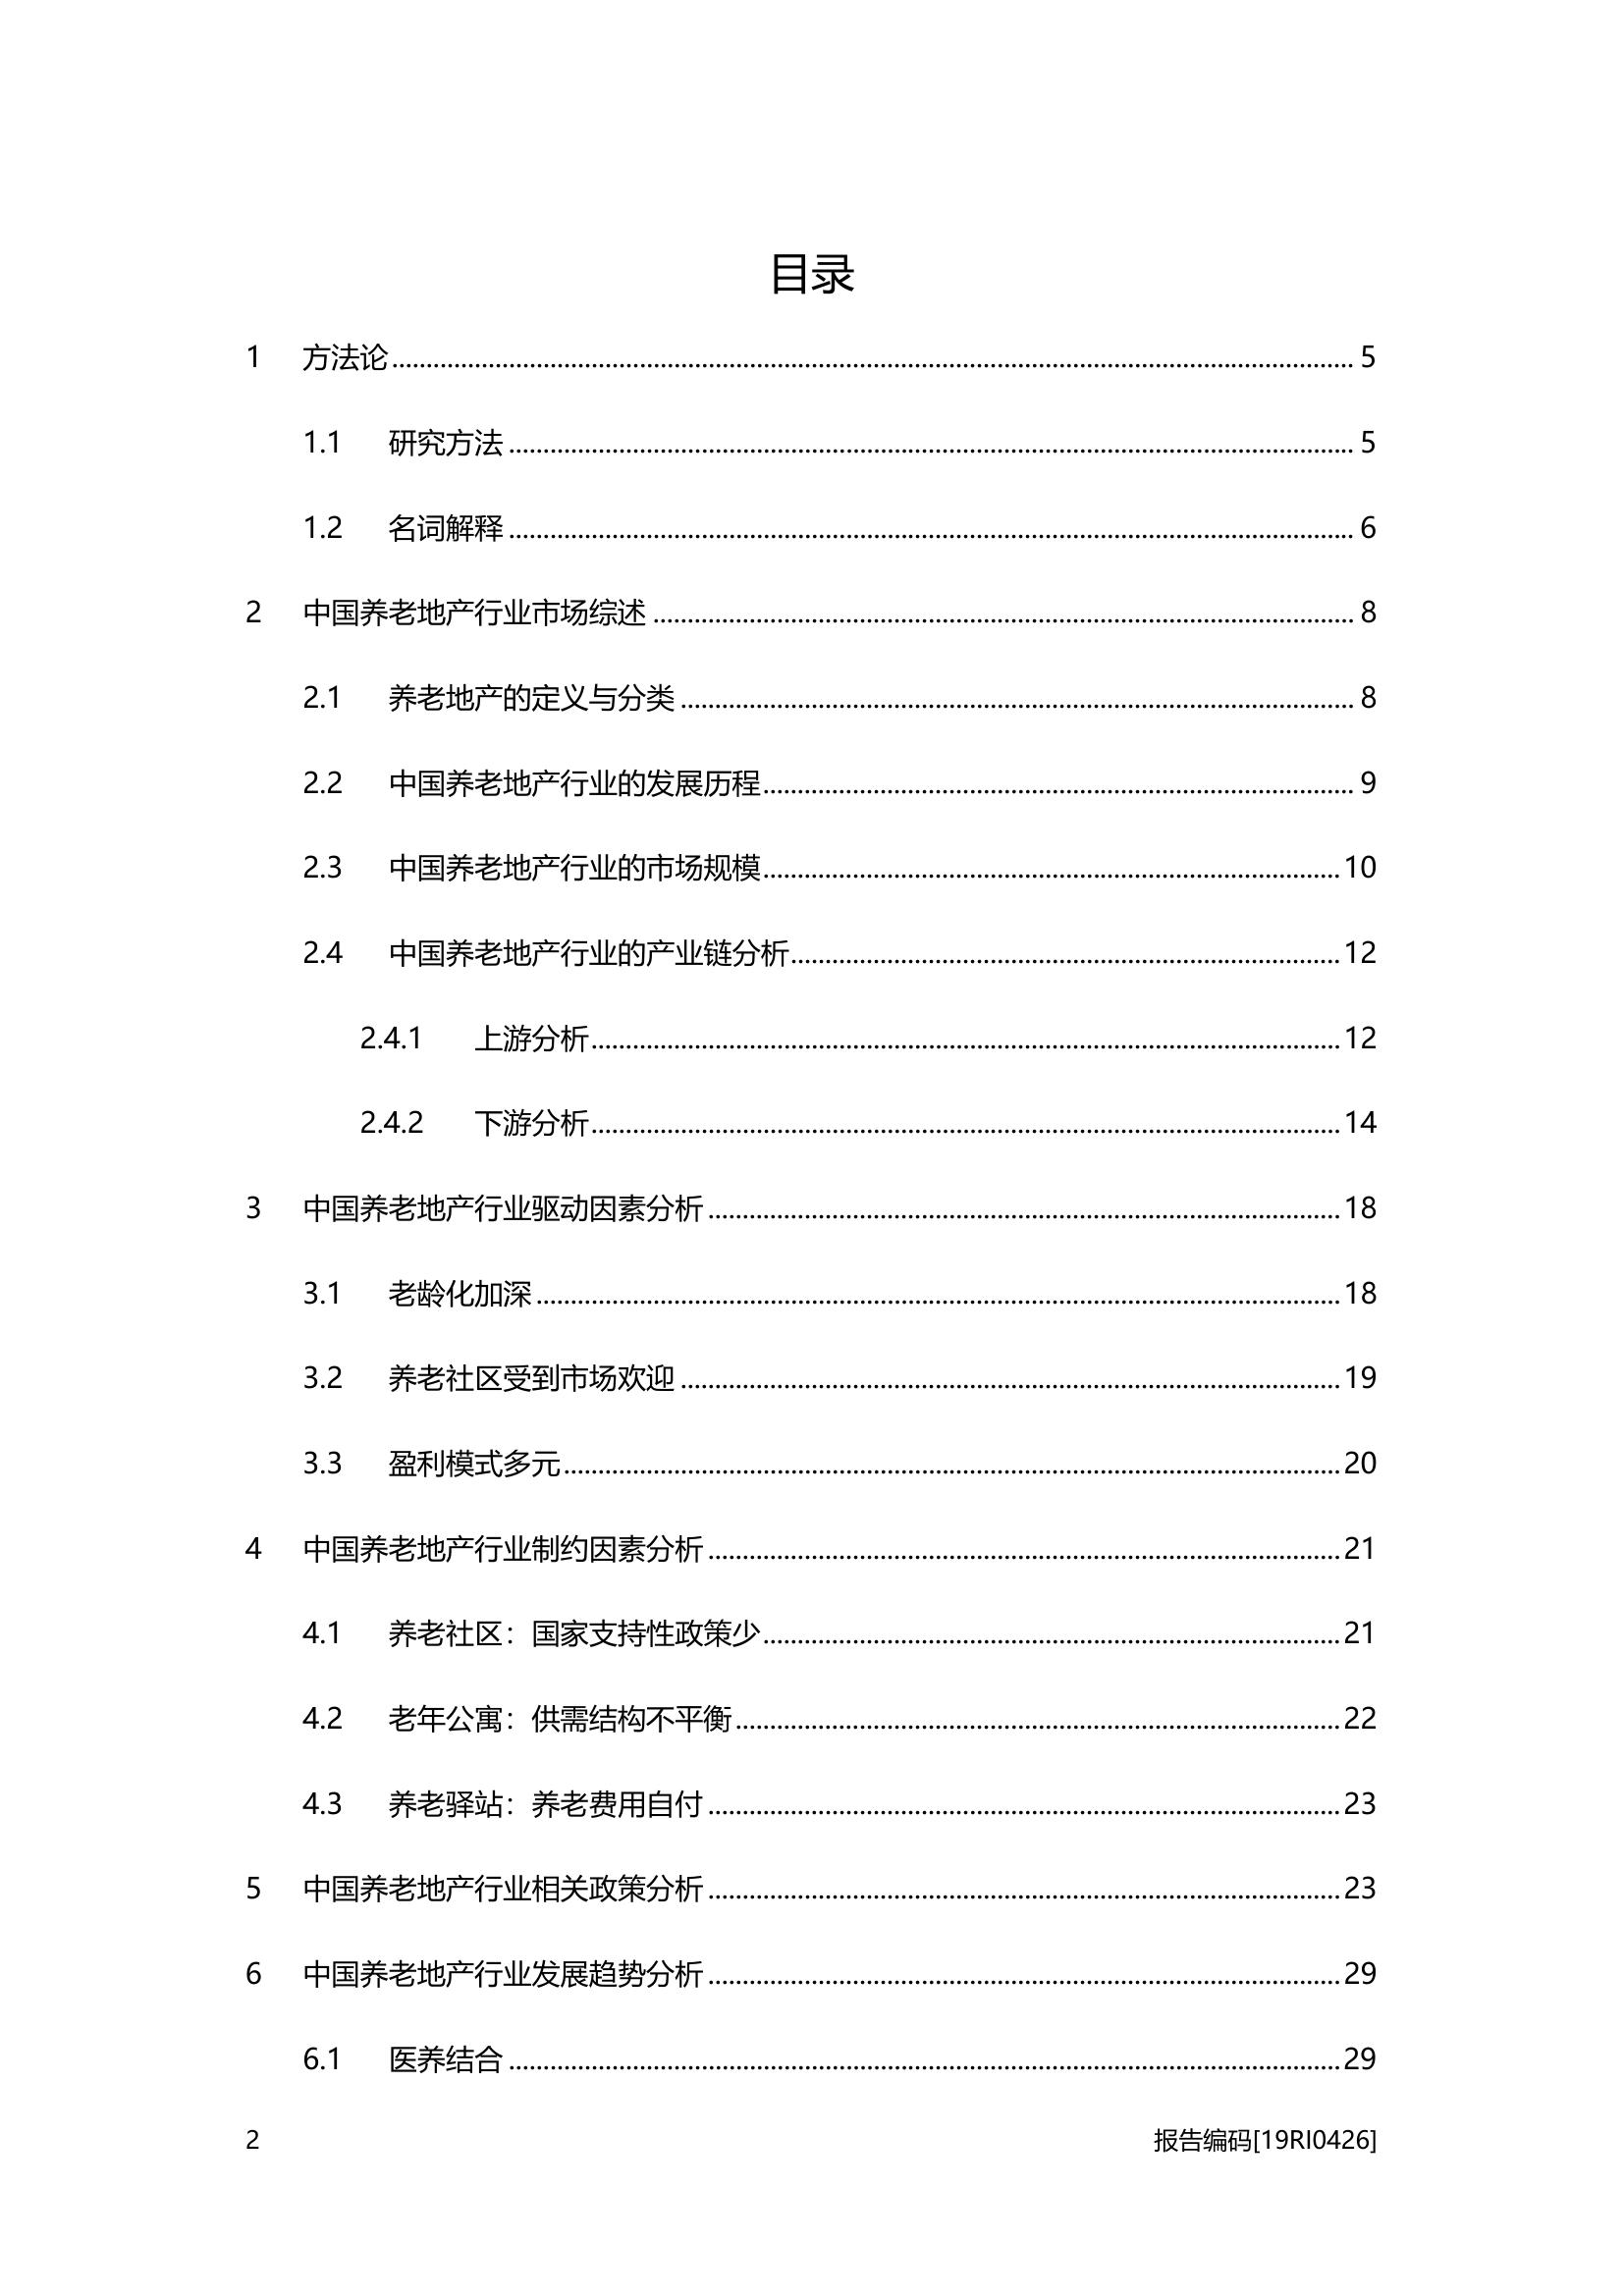 目录
1 方法论 5
1.1 研究方法 5
1.2 名词解释 6
2 中国养老地产行业市场综述 8
2.1 养老地产的定义与分类 8
2.2 中国养老地产行业的发展历程 9
2.3 中国养老地产行业的市场规模 10
2.4 中国养老地产行业的产业链分析 12
2.4.1 上游分析 12
2.4.2 下游分析 14
3 中国养老地产行业驱动因素分析 18
3.1 老龄化加深 18
3.2 养老社区受到市场欢迎 19
3.3 盈利模式多元 20
4 中国养老地产行业制约因素分析 21
4.1 养老社区：国家支持性政策少 21
4.2 老年公寓：供需结构不平衡 22
4.3 养老驿站：养老费用自付 23
5 中国养老地产行业相关政策分析 23
6 中国养老地产行业发展趋势分析 29
6.1 医养结合 29
2 报告编码[19RI0426]